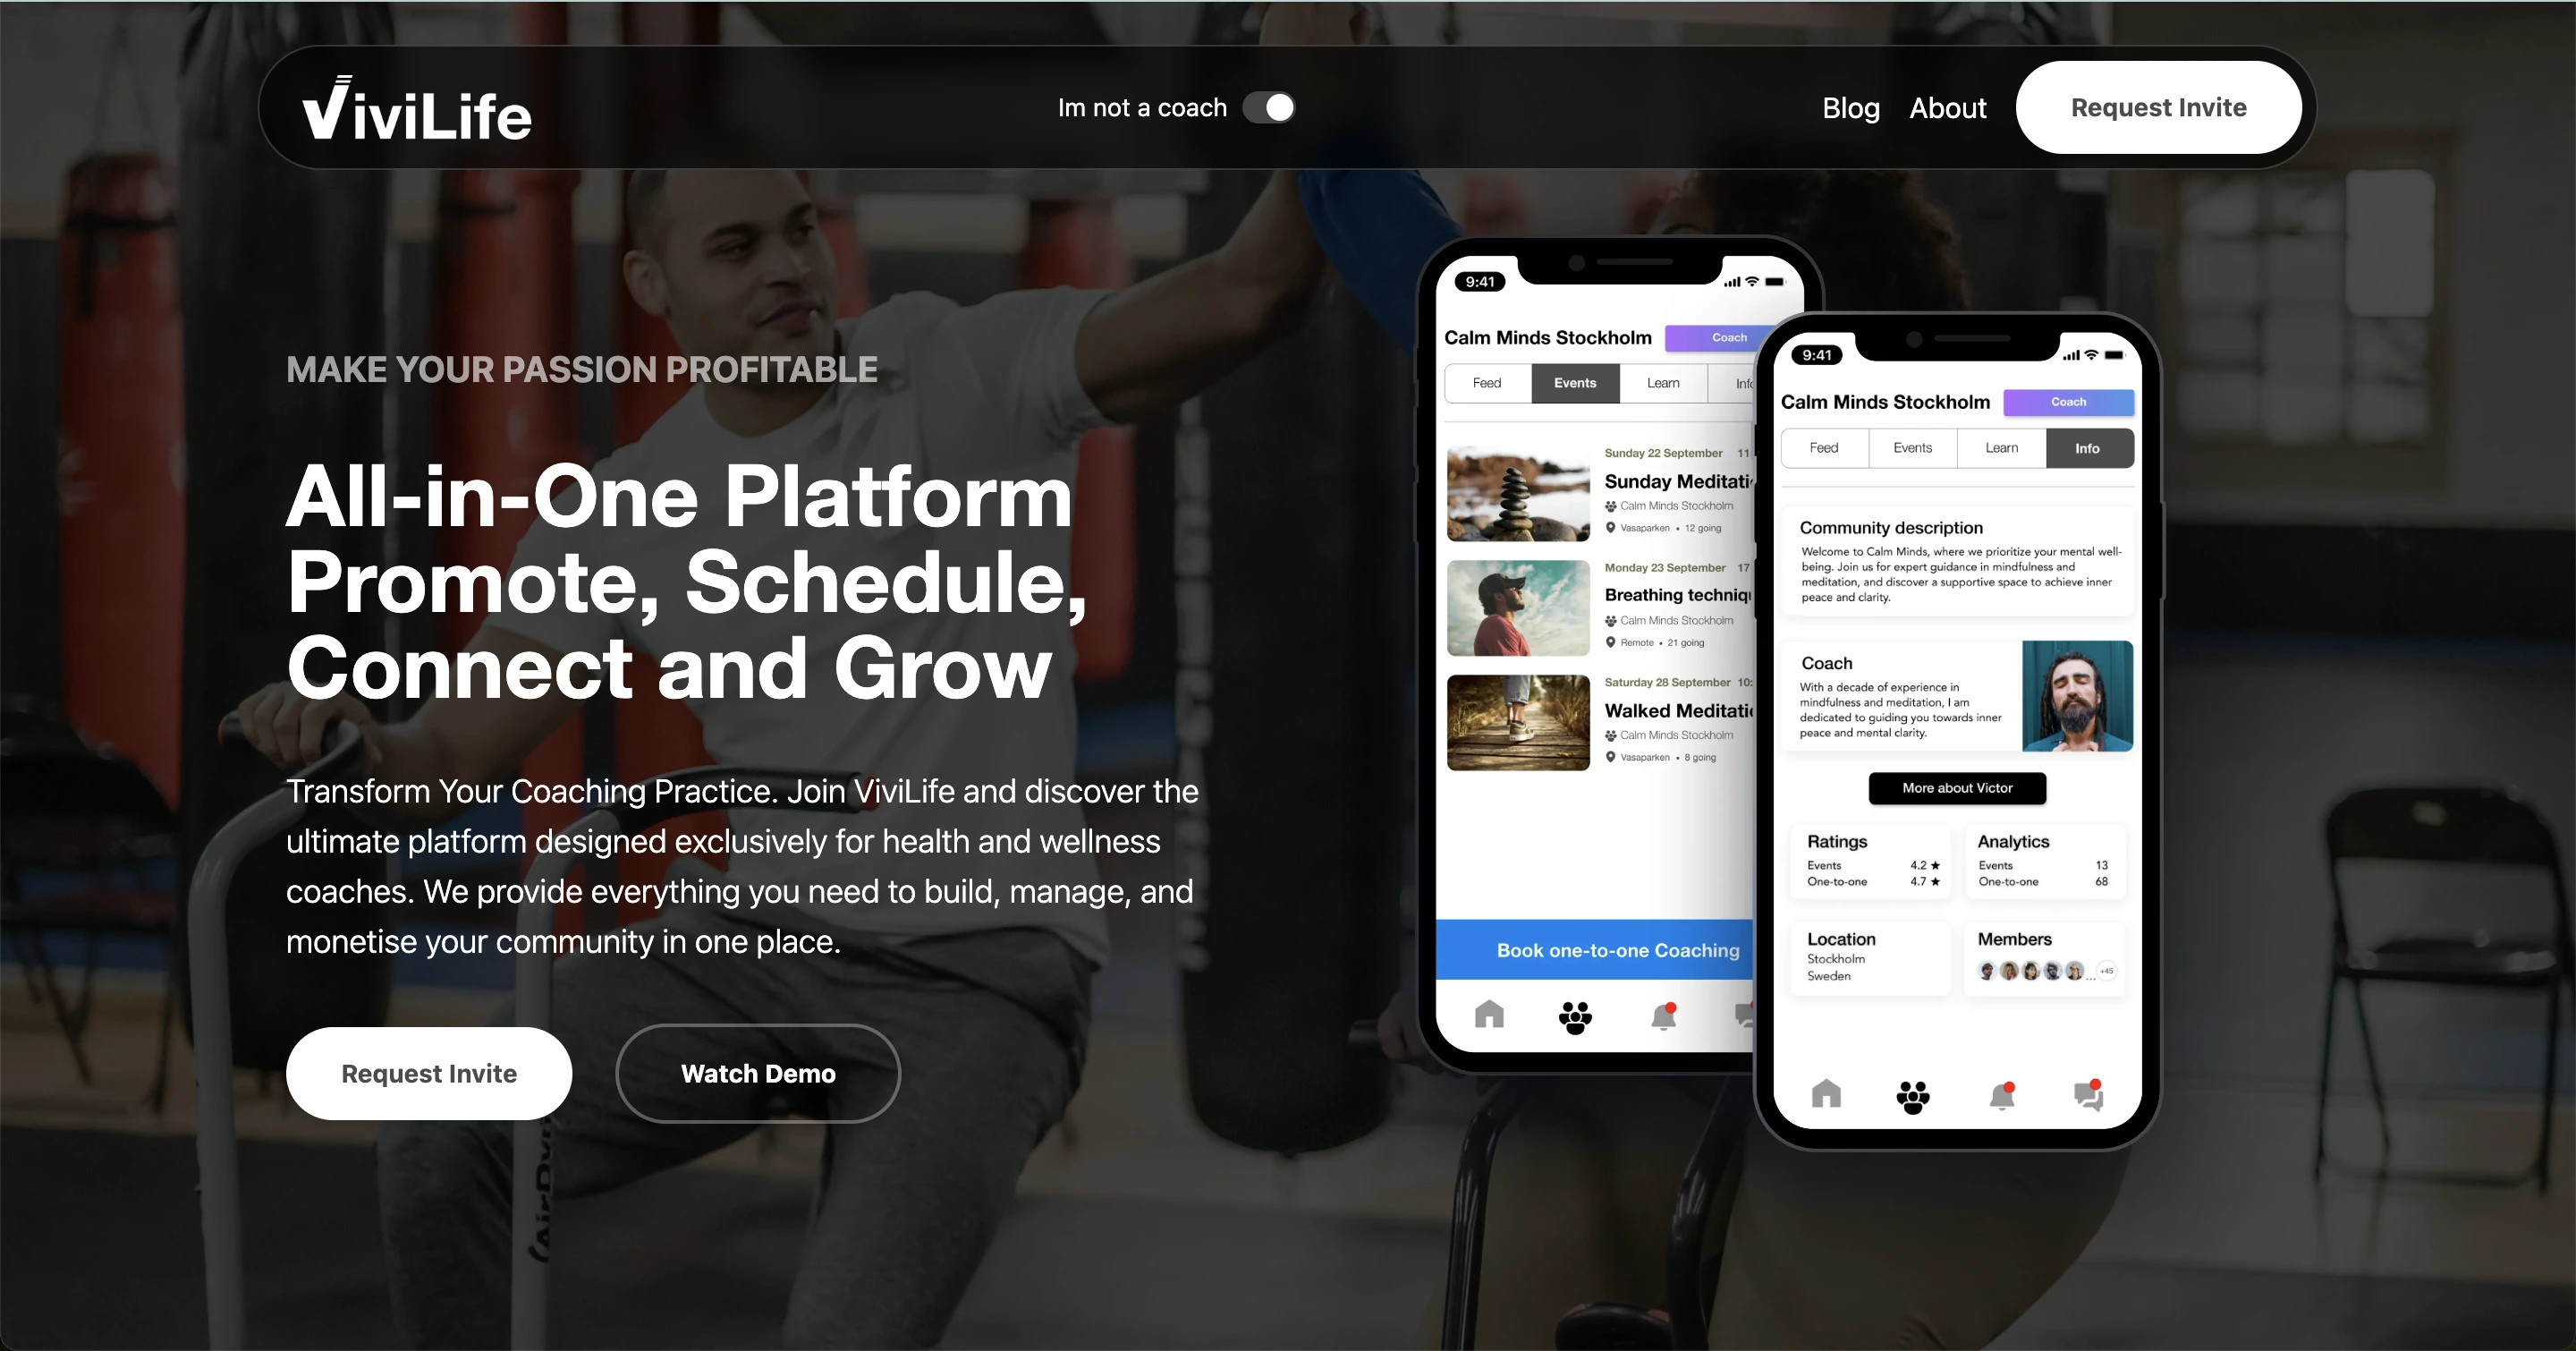 ViviLife
Im not a coach
Blog
About
Request Invite
MAKE YOUR PASSION PROFITABLE
All-in-One Platform
Promote, Schedule,
Connect and Grow
Transform Your Coaching Practice. Join ViviLife and discover the
ultimate platform designed exclusively for health and wellness
coaches. We provide everything you need to build, manage, and
monetise your community in one place.
Request Invite
Watch Demo
9:41
Calm Minds Stockholm
Coach
Feed
Events
Learn
Sunday 22 September 11
Sunday
Calm Minds Stockholm
Vasaparken • 12 going
Monday 23 September 17
Breathing
Calm Minds Stockholm
Remote • 21 going
Saturday 28 September 10:
Walked
Calm Minds Stockholm
Vasaparken • 8 going
Book one-to-one Coaching
9:41
Calm Minds Stockholm
Coach
Feed
Events
Learn
Info
Community description
Welcome to Calm Minds, where we prioritize your mental well-
being. Join us for expert guidance in mindfulness and
meditation, and discover a supportive space to achieve inner
peace and clarity.
Coach
With a decade of experience in
mindfulness and meditation, I am
dedicated to guiding you towards inner
peace and mental clarity.
More about Victor
Ratings
Events 4.2 ★
One-to-one 4.7 ★
Analytics
Events 13
One-to-one 68
Location
Stockholm
Sweden
Members
... +45